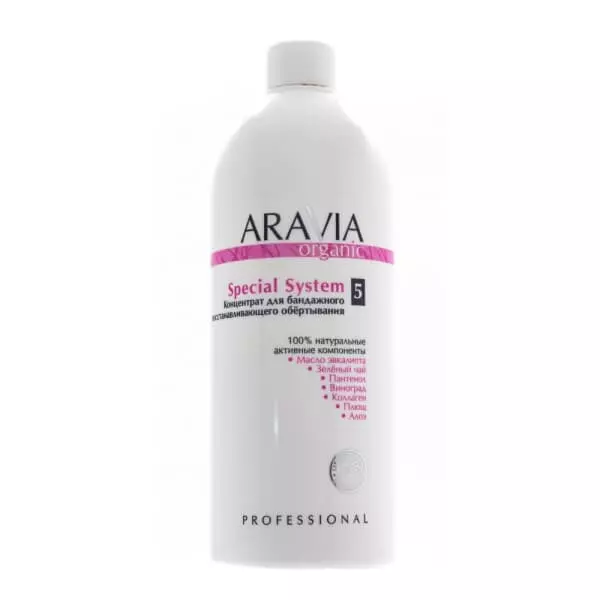 ARAVIA
organic
Special System 5
Концентрат для бандажного
восстанавливающего обёртывания
100% натуральные
активные компоненты
• Масло эвкалипта
• Зелёный чай
• Пантенол
• Виноград
• Коллаген
• Плющ
• Алоэ
PROFESSIONAL